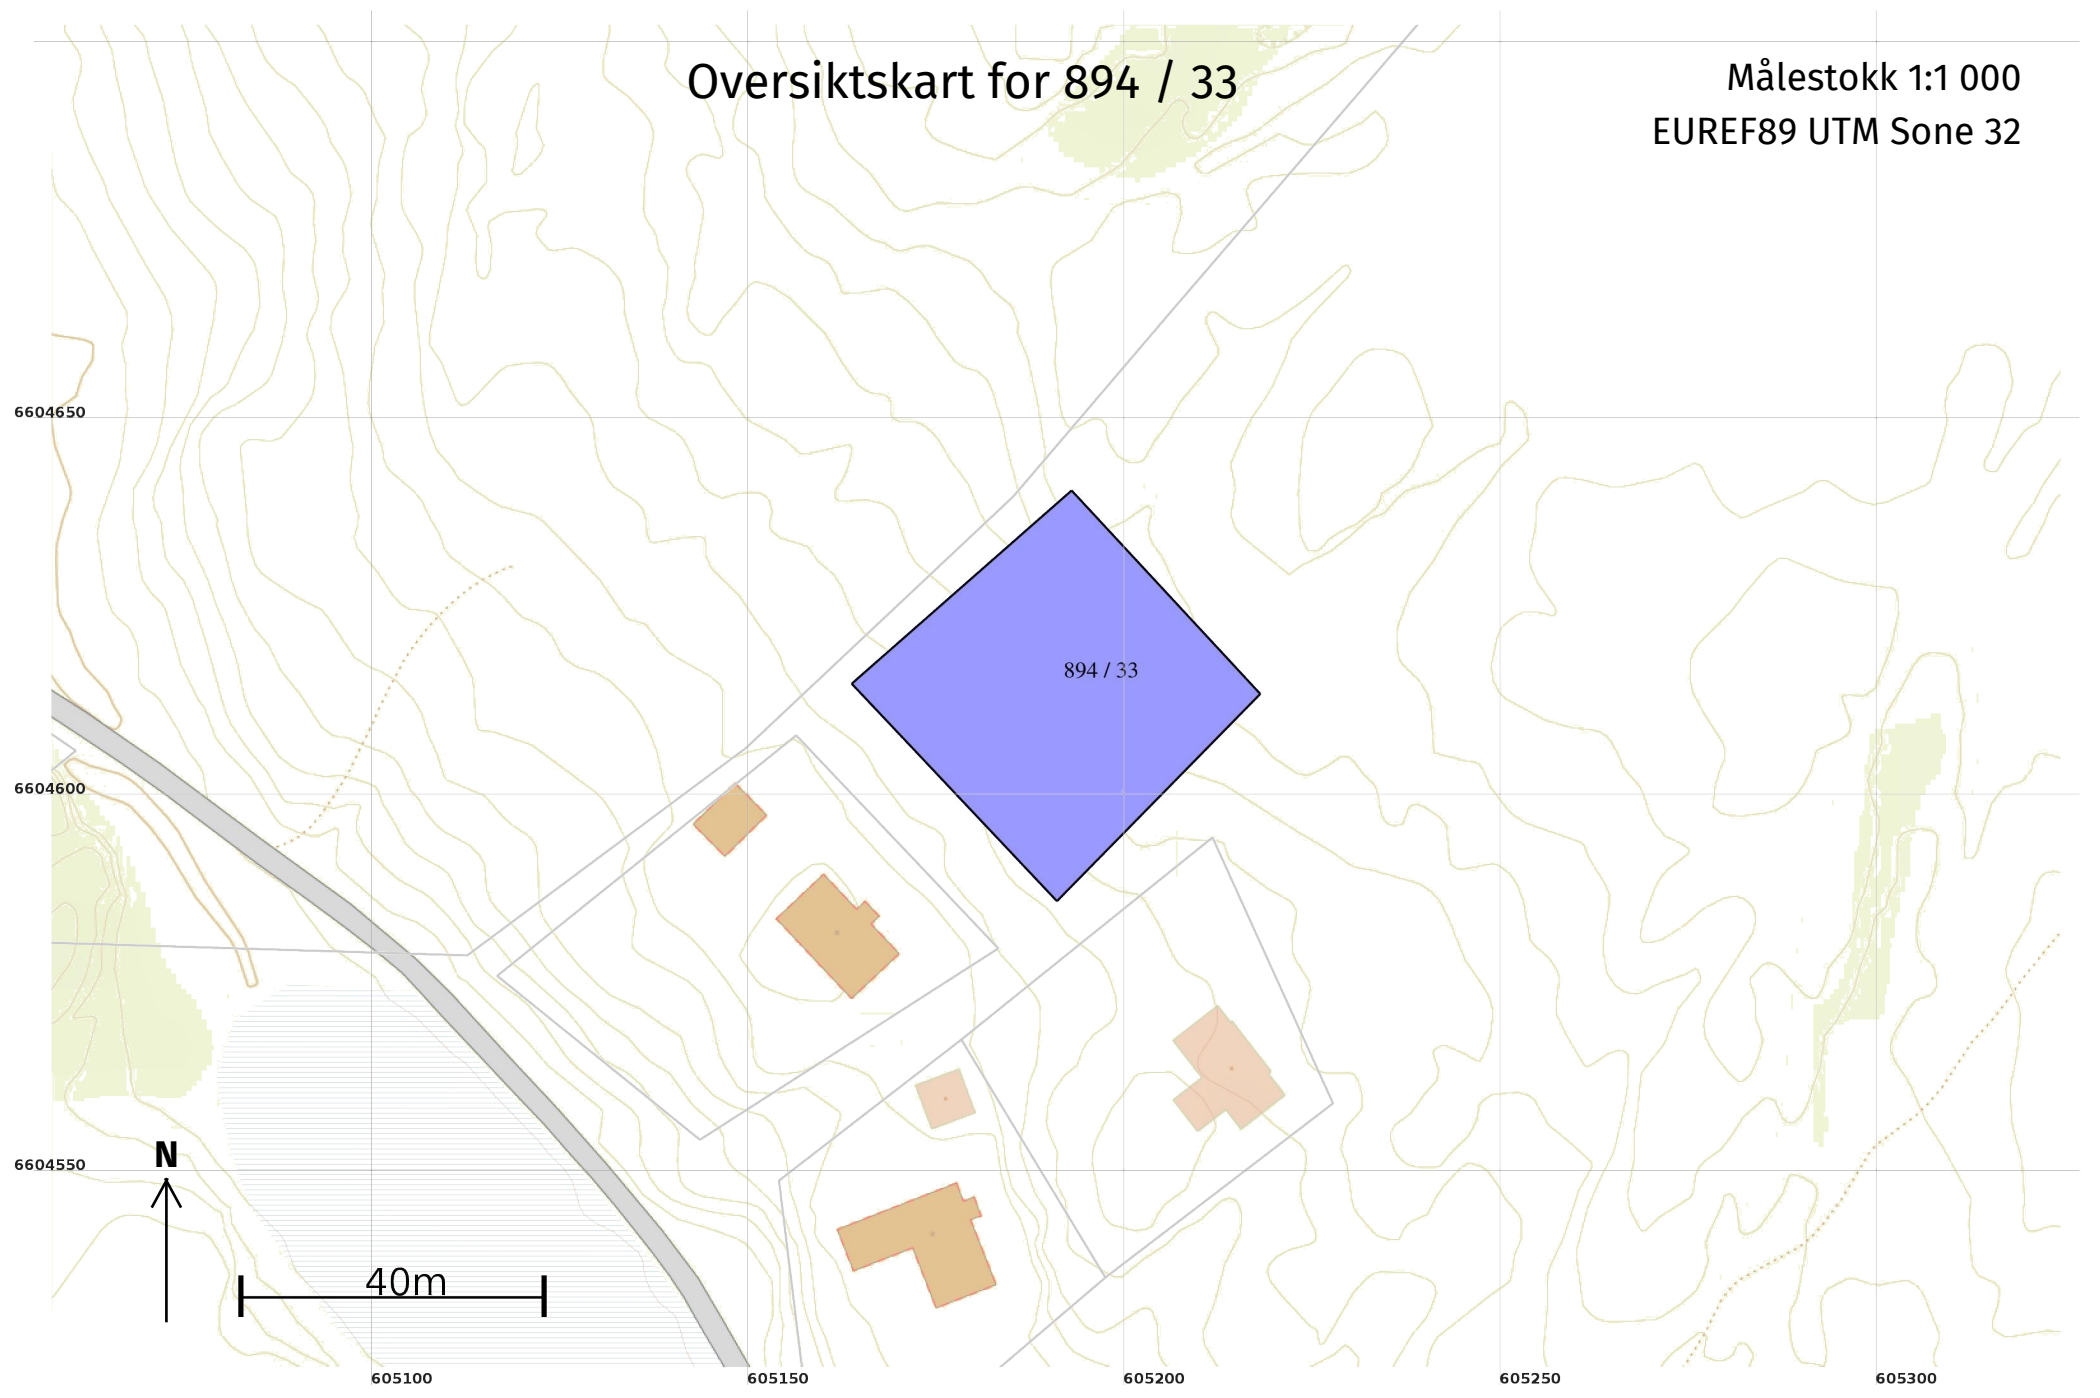 Oversiktskart for 894 / 33
Målestokk 1:1 000
EUREF89 UTM Sone 32
6604650
894 / 33
6604600
N
6604550
40m
605100
605150
605200
605250
605300